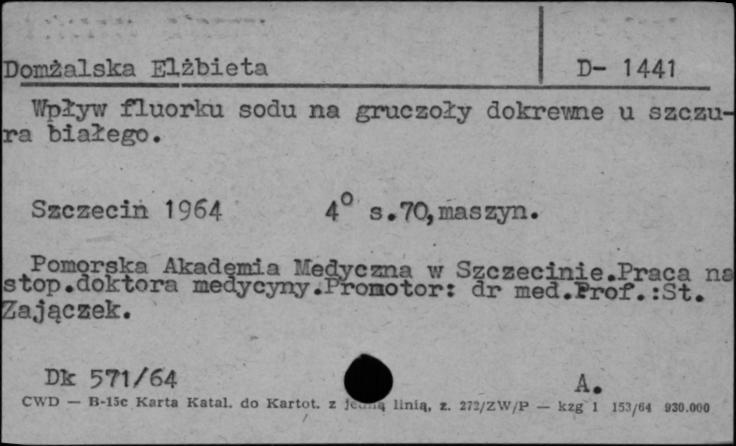 Domżalska Elżbieta D- 1441
Wpływ fluorku sodu na gruczoły dokrewne u szczu-
ra białego.
Szczecin 1964 4° s.70,maszyn.
Pomorska Akademia Medyczna w Szczecinie.Praca na
stop.doktora medycyny.Promotor: dr med.Prof.:St.
Zajączek.
Dk 571/64 A.
CWD — B-15c Karta Katal. do Kartot. z jedną linią, z. 272/ZW/P — kzg 1 153/64 930.000